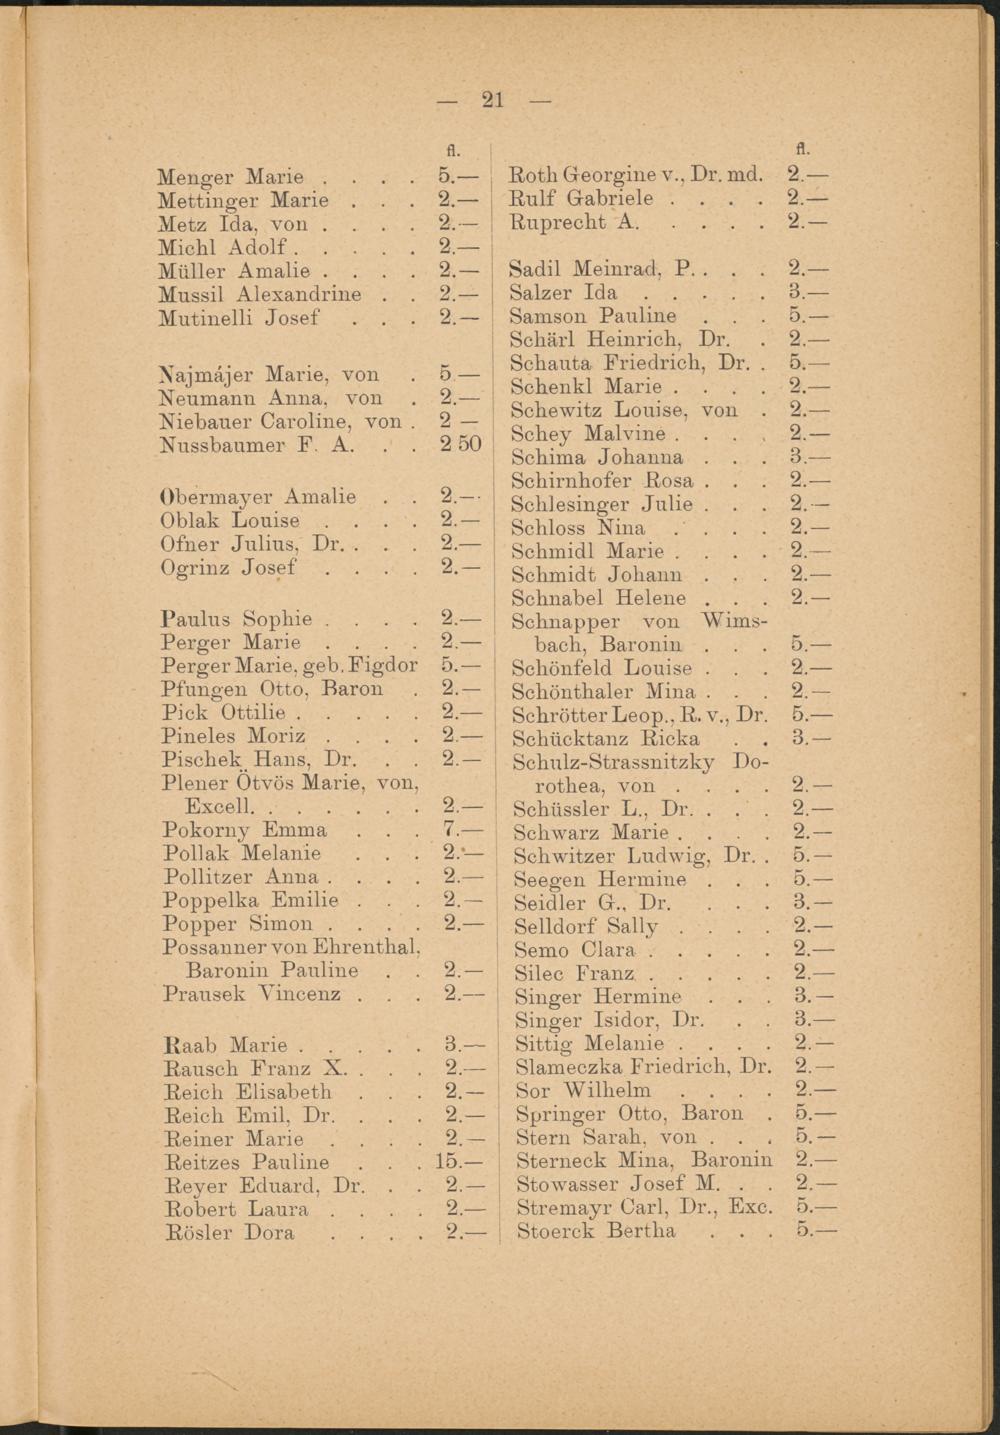 — 21 —
fl.
Menger Marie . . . . 5.—
Mettinger Marie . . . 2.—
Metz Ida, von . . . . 2.—
Michl Adolf . . . . . 2.—
Müller Amalie . . . . 2.—
Mussil Alexandrine . . 2.—
Mutinelli Josef . . . 2.—
Najmájer Marie, von . 5 —
Neumann Anna, von . 2.—
Niebauer Caroline, von . 2 —
Nussbaumer F. A. . . 2 50
Obermayer Amalie . . 2.—
Oblak Louise . . . . 2.—
Ofner Julius, Dr. . . . 2.—
Ogrinz Josef . . . . 2.—
Paulus Sophie . . . . 2.—
Perger Marie . . . . 2.—
Perger Marie, geb. Figdor 5.—
Pfungen Otto, Baron . 2.—
Pick Ottilie . . . . . 2.—
Pineles Moriz . . . . 2.—
Pischek Hans, Dr. . . 2.—
Plener Ötvös Marie, von,
Excell. . . . . . . 2.—
Pokorny Emma . . . 7.—
Pollak Melanie . . . 2.—
Pollitzer Anna . . . . 2.—
Poppelka Emilie . . . 2.—
Popper Simon . . . . 2.—
Possanner von Ehrenthal,
Baronin Pauline . . 2.—
Prausek Vincenz . . . 2.—
Raab Marie . . . . . 3.—
Rausch Franz X. . . . 2.—
Reich Elisabeth . . . 2.—
Reich Emil, Dr. . . . 2.—
Reiner Marie . . . . 2.—
Reitzes Pauline . . . 15.—
Reyer Eduard, Dr. . . 2.—
Robert Laura . . . . 2.—
Rösler Dora . . . . 2.—
fl.
Roth Georgine v., Dr. md. 2.—
Rulf Gabriele . . . . 2.—
Ruprecht A. . . . . 2.—
Sadil Meinrad, P. . . . 2.—
Salzer Ida . . . . . 3.—
Samson Pauline . . . 5.—
Schärl Heinrich, Dr. . 2.—
Schauta Friedrich, Dr. . 5.—
Schenkl Marie . . . . 2.—
Schewitz Louise, von . 2.—
Schey Malvine . . . . 2.—
Schima Johanna . . . 3.—
Schirnhofer Rosa . . . 2.—
Schlesinger Julie . . . 2.—
Schloss Nina . . . . 2.—
Schmidl Marie . . . . 2.—
Schmidt Johann . . . 2.—
Schnabel Helene . . . 2.—
Schnapper von Wims-
bach, Baronin . . . 5.—
Schönfeld Louise . . . 2.—
Schönthaler Mina . . . 2.—
Schrötter Leop., R. v., Dr. 5.—
Schücktanz Ricka . . 3.—
Schulz-Strassnitzky Do-
rothea, von . . . . 2.—
Schüssler L., Dr. . . . 2.—
Schwarz Marie . . . . 2.—
Schwitzer Ludwig, Dr. . 5.—
Seegen Hermine . . . 5.—
Seidler G., Dr. . . . 3.—
Selldorf Sally . . . . 2.—
Semo Clara . . . . . 2.—
Silec Franz . . . . . 2.—
Singer Hermine . . . 3.—
Singer Isidor, Dr. . . 3.—
Sittig Melanie . . . . 2.—
Slameczka Friedrich, Dr. 2.—
Sor Wilhelm . . . . 2.—
Springer Otto, Baron . 5.—
Stern Sarah, von . . . 5.—
Sterneck Mina, Baronin 2.—
Stowasser Josef M. . . 2.—
Stremayr Carl, Dr., Exc. 5.—
Stoerck Bertha . . . 5.—